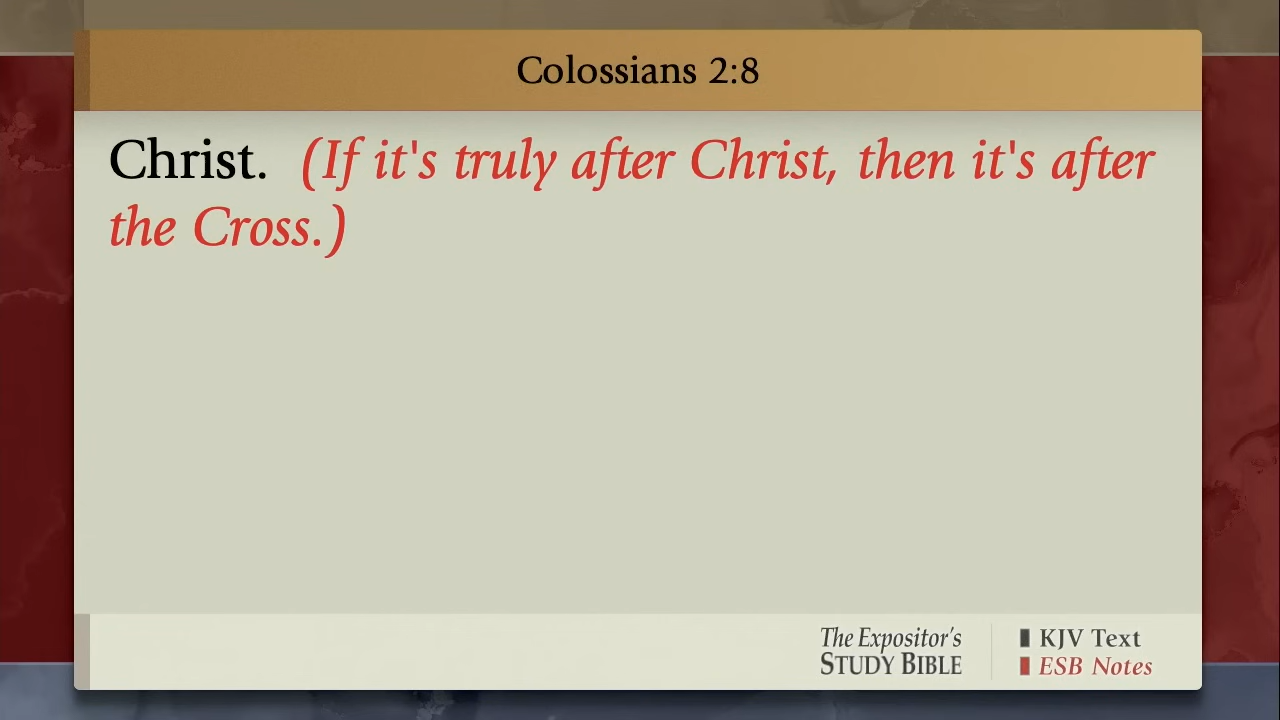 Colossians 2:8
Christ. (If it's truly after Christ, then it's after
the Cross.)
The Expositor's
STUDY BIBLE
KJV Text
ESB Notes